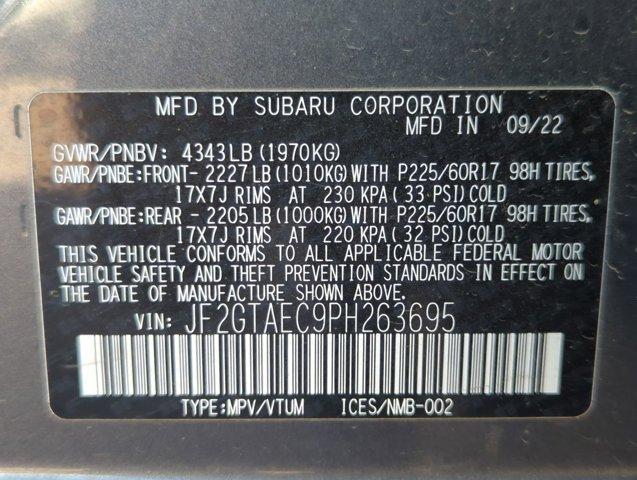 MFD BY SUBARU CORPORATION
MFD IN 09/22
GVWR/PNBV: 4343LB (1970KG)
GAWR/PNBE:FRONT- 2227 LB (1010KG) WITH P225/60R17 98H TIRES,
17X7J RIMS AT 230 KPA ( 33 PSI) COLD
GAWR/PNBE:REAR - 2205 LB (1000KG) WITH P225/60R17 98H TIRES,
17X7J RIMS AT 220 KPA ( 32 PSI) COLD
THIS VEHICLE CONFORMS TO ALL APPLICABLE FEDERAL MOTOR
VEHICLE SAFETY AND THEFT PREVENTION STANDARDS IN EFFECT ON
THE DATE OF MANUFACTURE SHOWN ABOVE.
VIN: JF2GTAEC9PH263695
TYPE:MPV/VTUM ICES/NMB-002